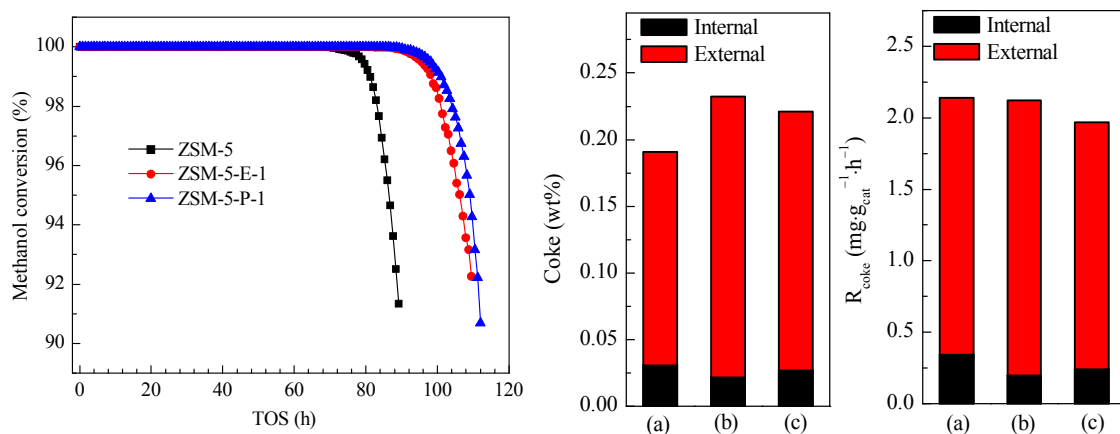 Methanol conversion (%)
100
98
96
94
92
90
ZSM-5
ZSM-5-E-1
ZSM-5-P-1
0 20 40 60 80 100 120
TOS (h)
Coke (wt%)
0.25
0.20
0.15
0.10
0.05
0.00
Internal
External
(a) (b) (c)
R_coke (mg·g_cat^-1·h^-1)
2.5
2.0
1.5
1.0
0.5
0.0
Internal
External
(a) (b) (c)